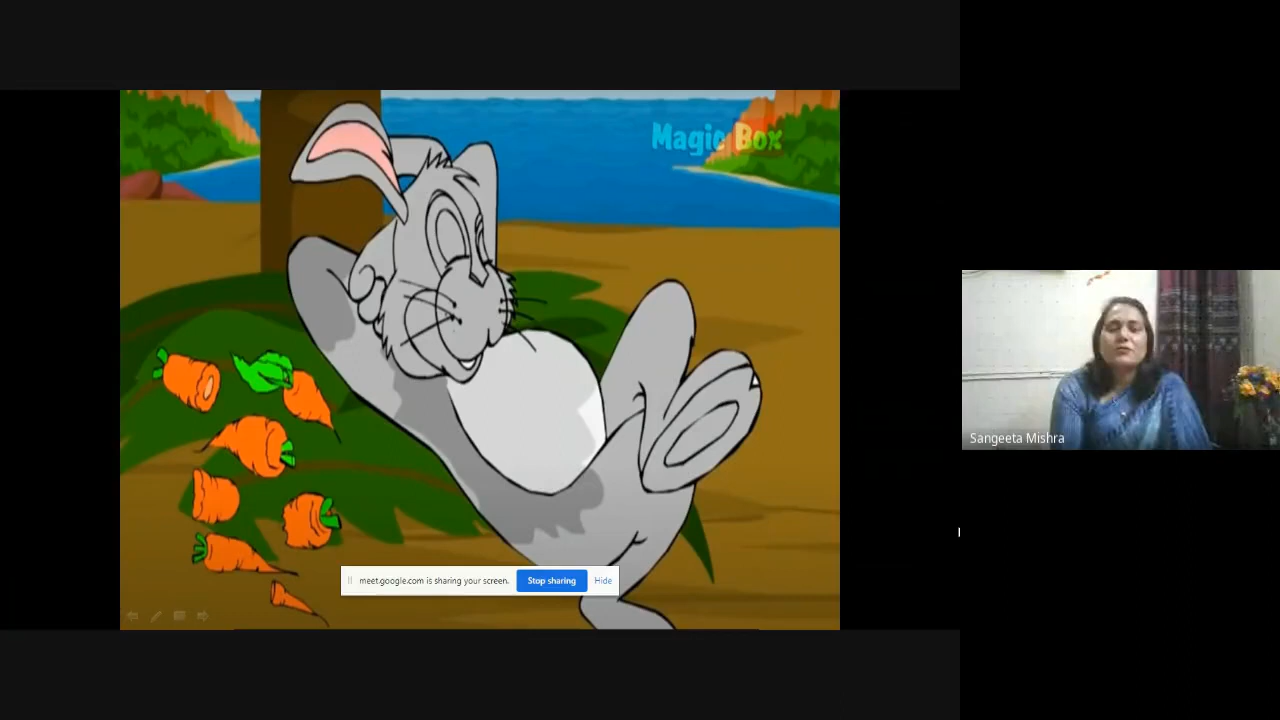 Magic Box
Sangeeta Mishra
meet.google.com is sharing your screen.
Stop sharing
Hide